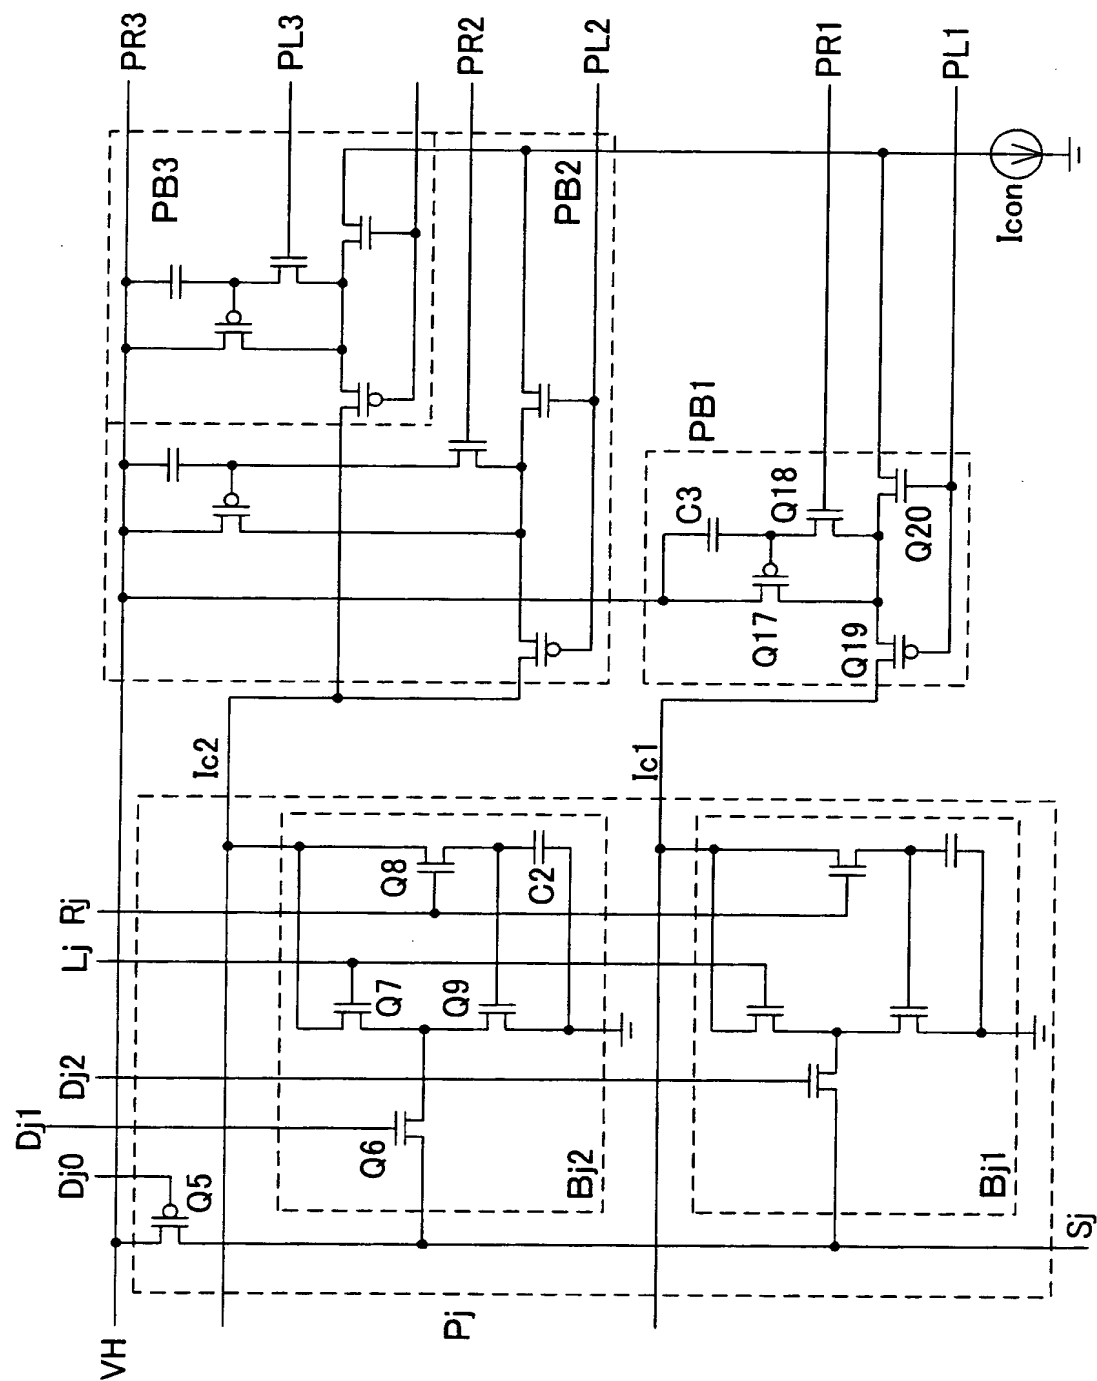 PR3
PL3
PR2
PL2
PR1
PL1
PB3
PB2
PB1
Icon
C3
Q18
Q17
Q20
Q19
Ic2
Ic1
Rj
Lj
Dj2
Dj1
Dj0
Q8
C2
Q7
Q9
Q6
Q5
Bj2
Bj1
Sj
Pj
VH